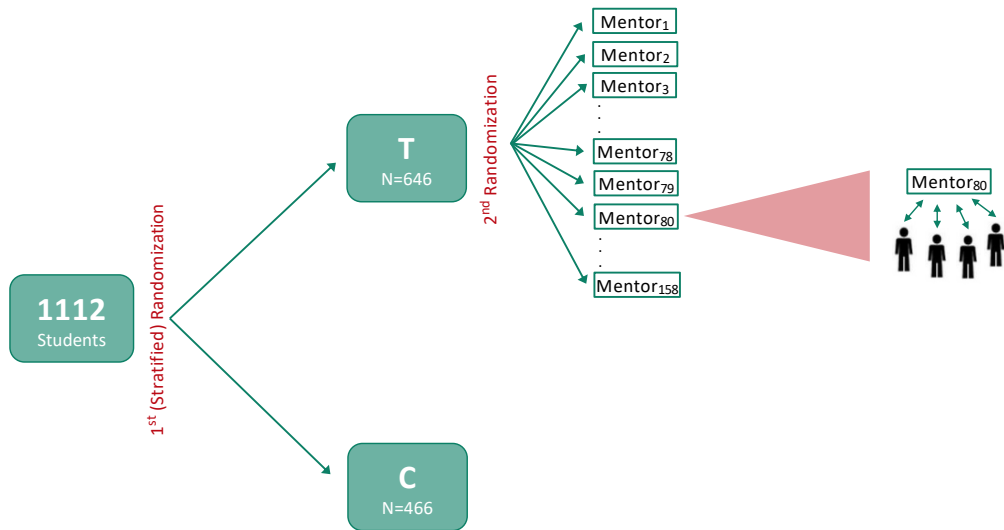 1112
Students
1st (Stratified) Randomization
T
N=646
C
N=466
2nd Randomization
Mentor1
Mentor2
Mentor3
.
.
.
Mentor78
Mentor79
Mentor80
.
.
.
Mentor158
Mentor80